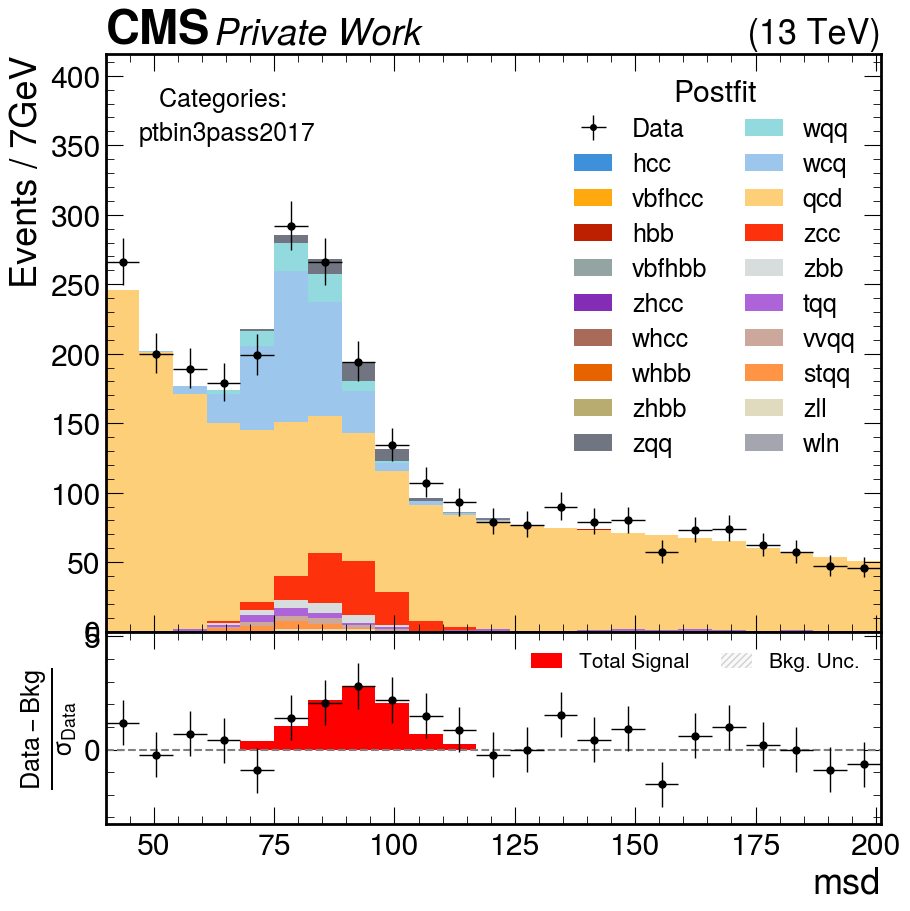 CMS Private Work (13 TeV)
Events / 7GeV
400
350
300
250
200
150
100
50
0
Categories:
ptbin3pass2017
Postfit
Data
hcc
vbfhcc
hbb
vbfhbb
zhcc
whcc
whbb
zhbb
zqq
wqq
wcq
qcd
zcc
zbb
tqq
vvqq
stqq
zll
wln
Data – Bkg
σData
5
0
Total Signal
Bkg. Unc.
50 75 100 125 150 175 200
msd